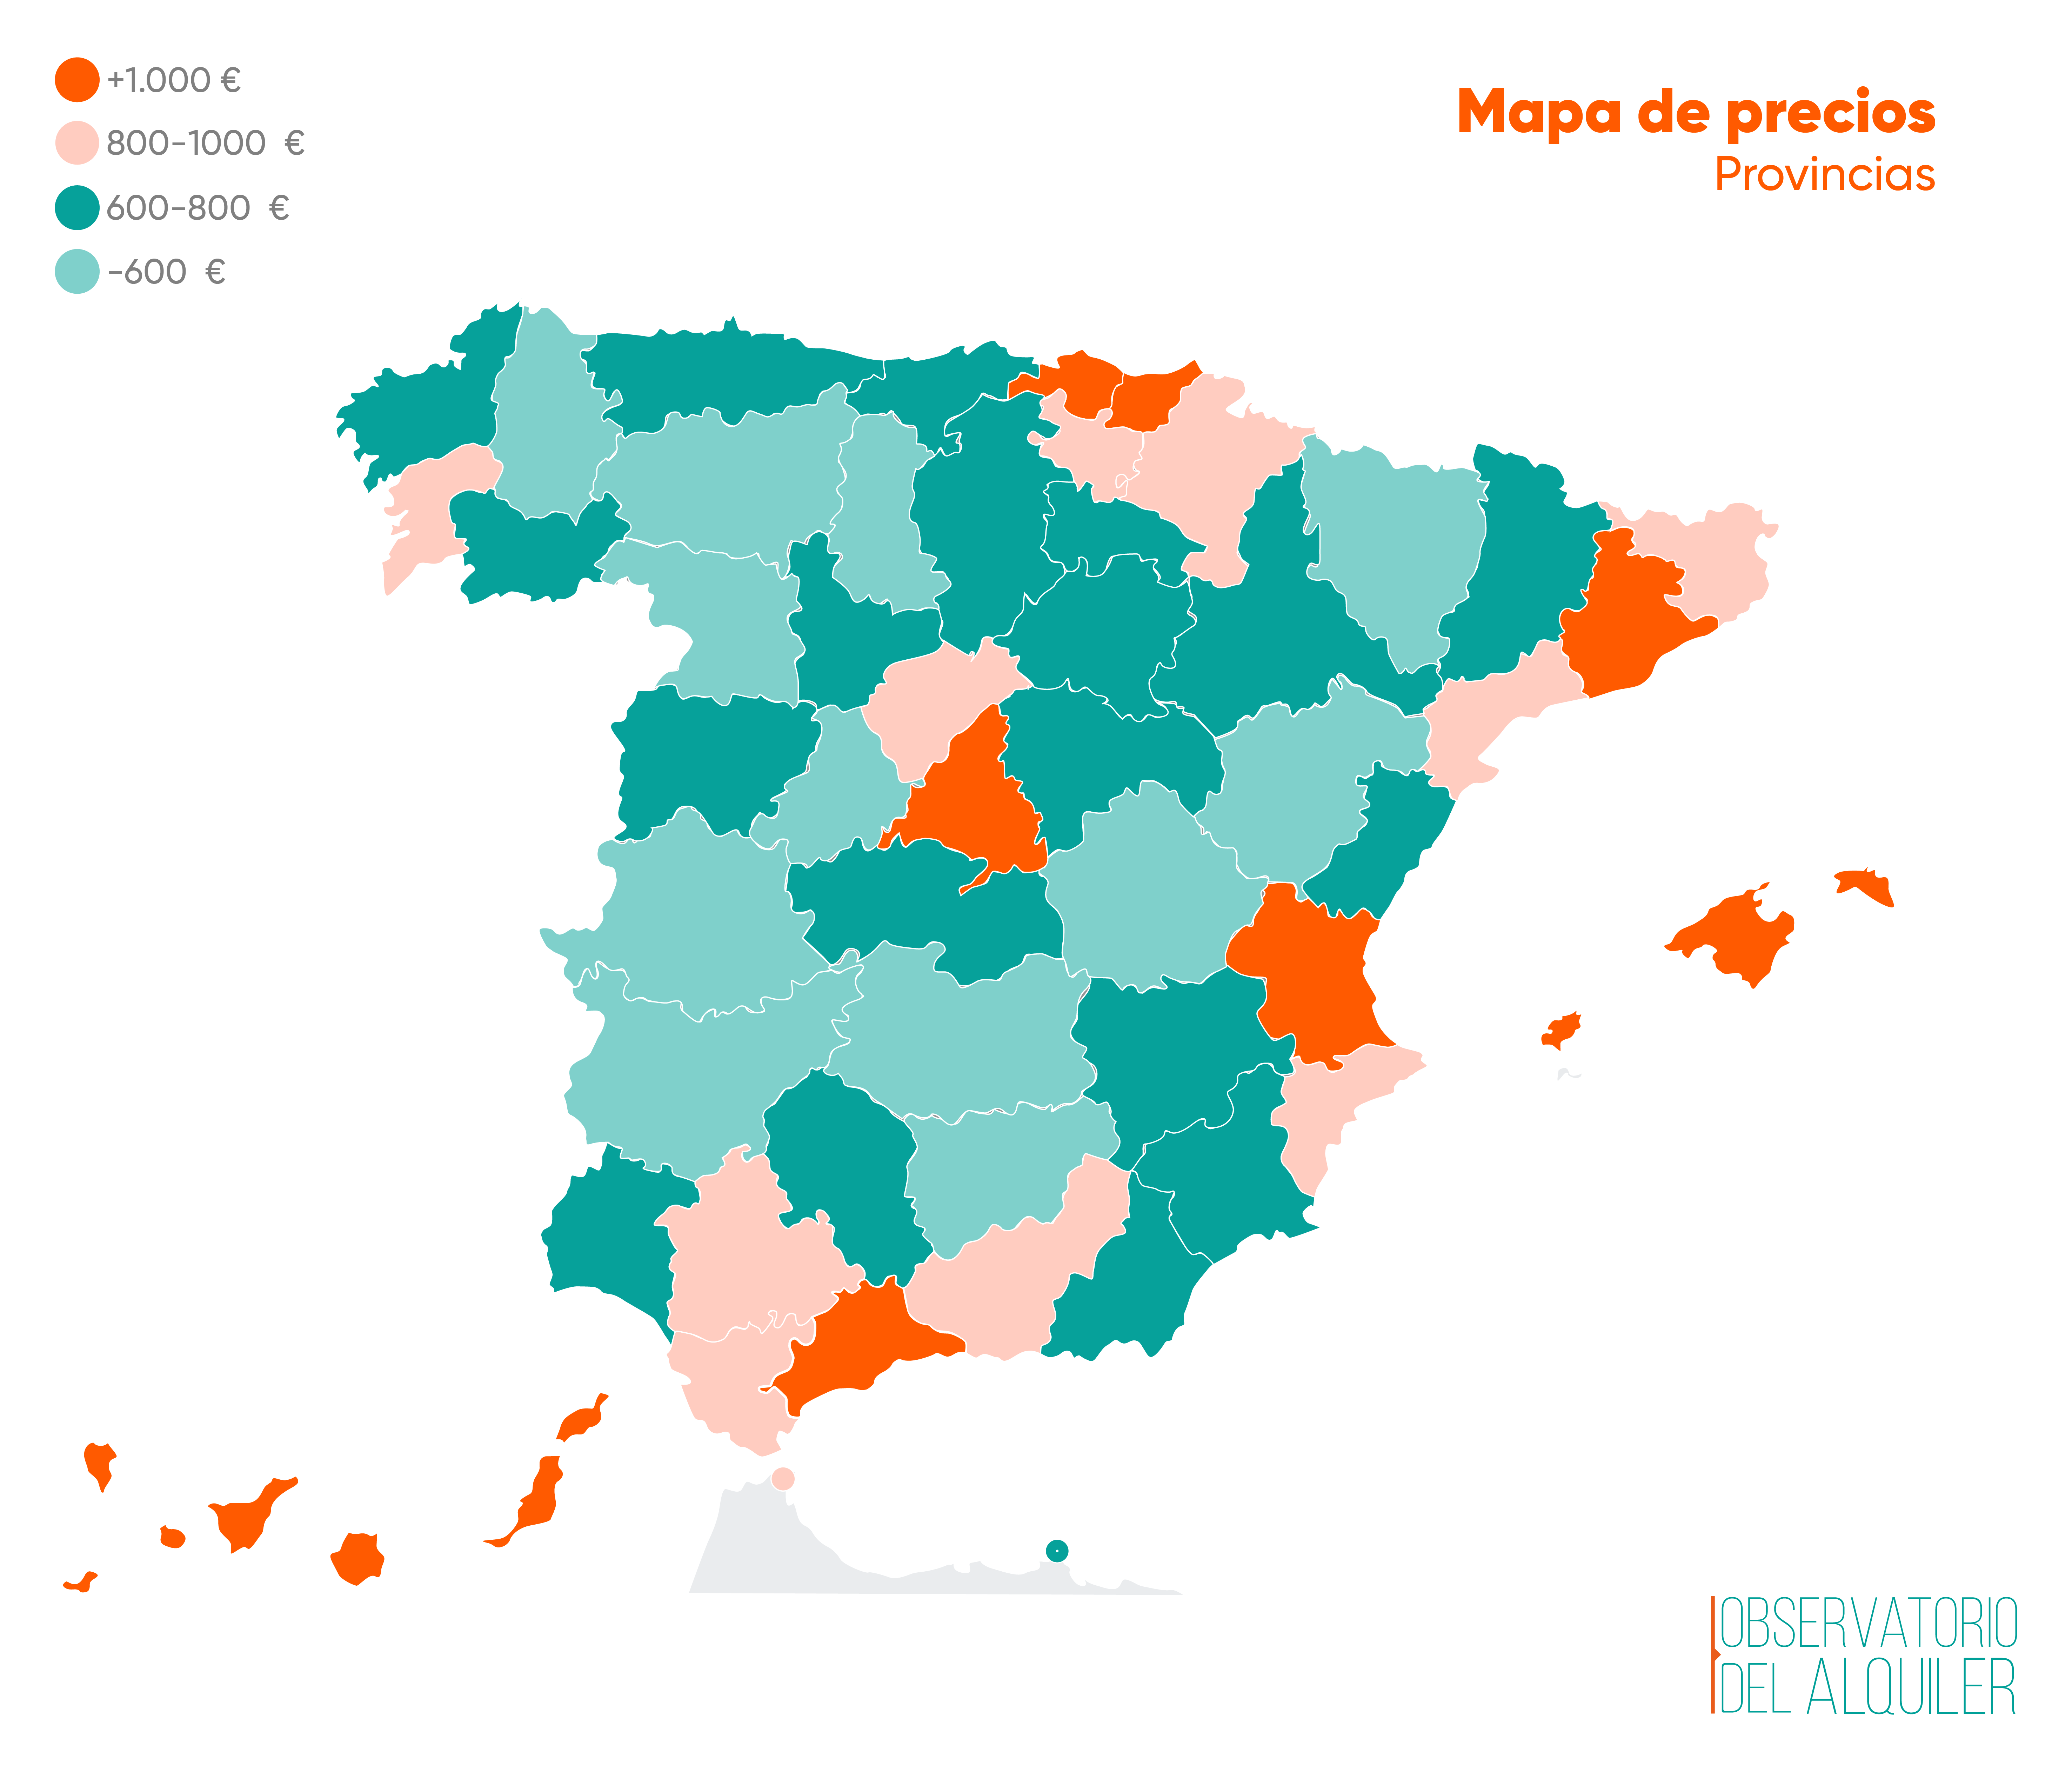 +1.000 €
800-1000 €
600-800 €
-600 €
Mapa de precios
Provincias
OBSERVATORIO
DEL ALQUILER